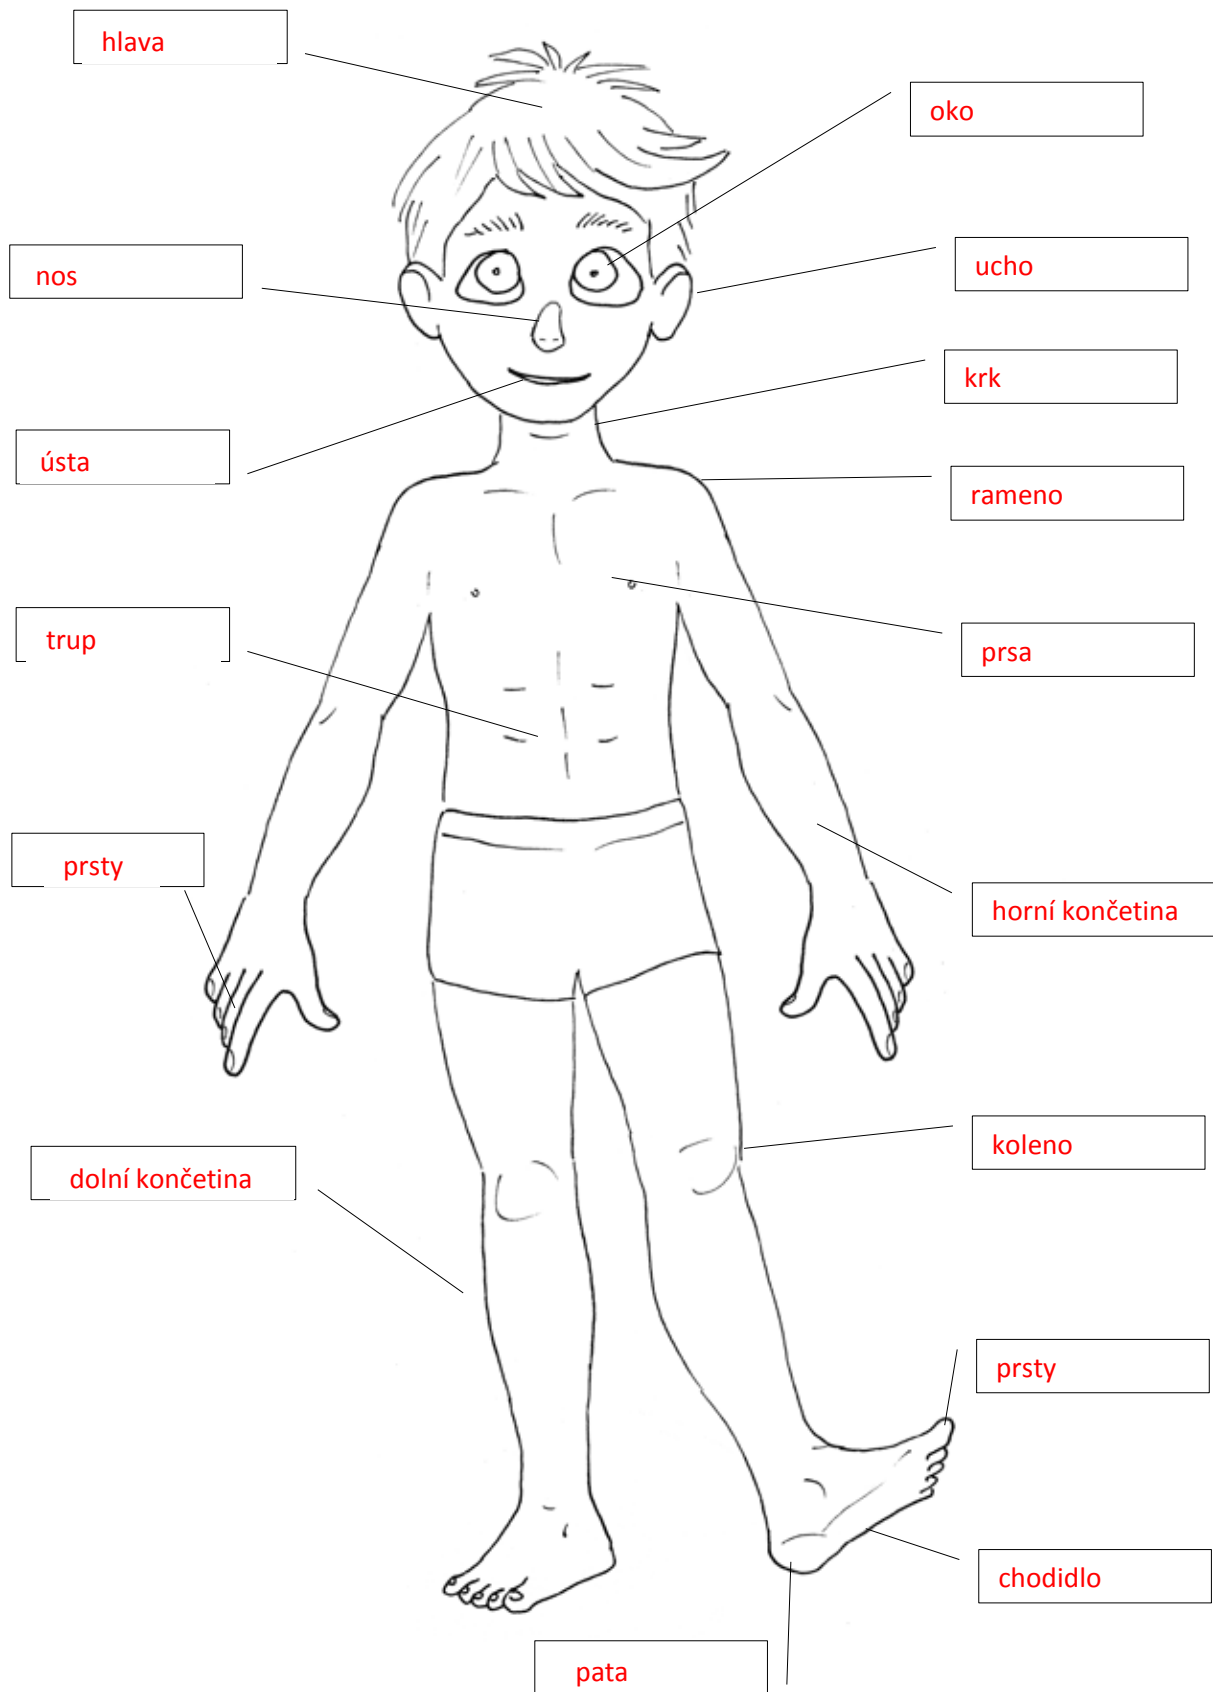 hlava
oko
nos
ucho
krk
ústa
rameno
trup
prsa
prsty
horní končetina
koleno
dolní končetina
prsty
chodidlo
pata